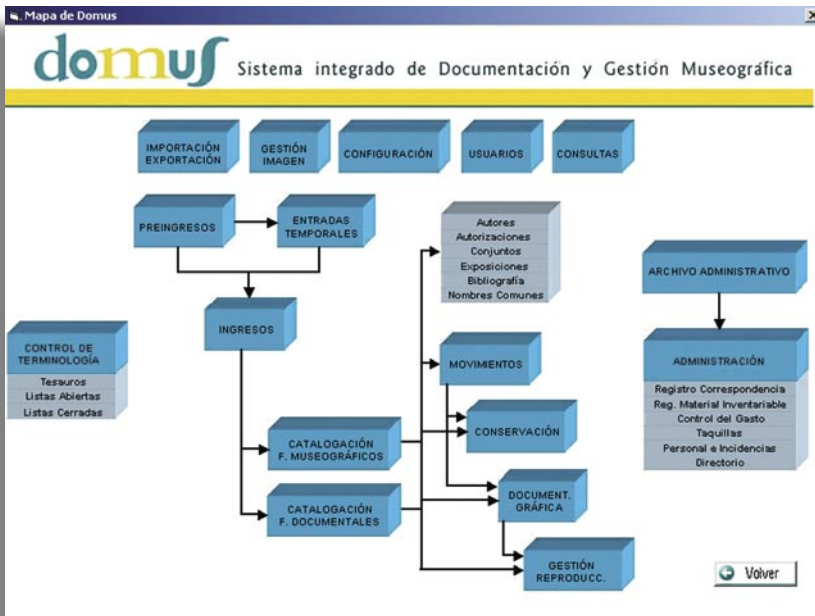 Mapa de Domus
domus Sistema integrado de Documentación y Gestión Museográfica
IMPORTACIÓN
EXPORTACIÓN
GESTIÓN
IMAGEN
CONFIGURACIÓN
USUARIOS
CONSULTAS
PREINGRESOS
ENTRADAS
TEMPORALES
Autores
Autorizaciones
Conjuntos
Exposiciones
Bibliografía
Nombres Comunes
ARCHIVO ADMINISTRATIVO
INGRESOS
CONTROL DE
TERMINOLOGÍA
Tesauros
Listas Abiertas
Listas Cerradas
MOVIMIENTOS
ADMINISTRACIÓN
Registro Correspondencia
Reg. Material Inventariable
Control del Gasto
Taquillas
Personal e Incidencias
Directorio
CATALOGACIÓN
F. MUSEOGRÁFICOS
CONSERVACIÓN
CATALOGACIÓN
F. DOCUMENTALES
DOCUMENT.
GRÁFICA
GESTIÓN
REPRODUCC.
Volver